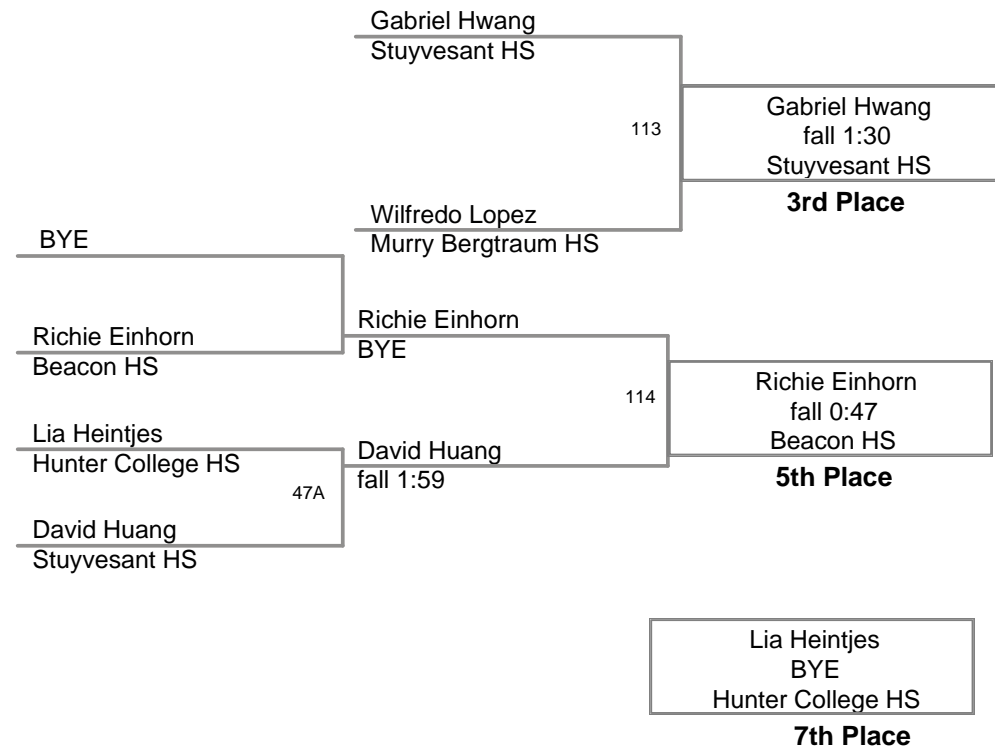 Gabriel Hwang
Stuyvesant HS
113
Gabriel Hwang
fall 1:30
Stuyvesant HS
3rd Place
Wilfredo Lopez
Murry Bergtraum HS
BYE
Richie Einhorn
Beacon HS
Richie Einhorn
BYE
114
Richie Einhorn
fall 0:47
Beacon HS
5th Place
Lia Heintjes
Hunter College HS
47A
David Huang
fall 1:59
David Huang
Stuyvesant HS
Lia Heintjes
BYE
Hunter College HS
7th Place